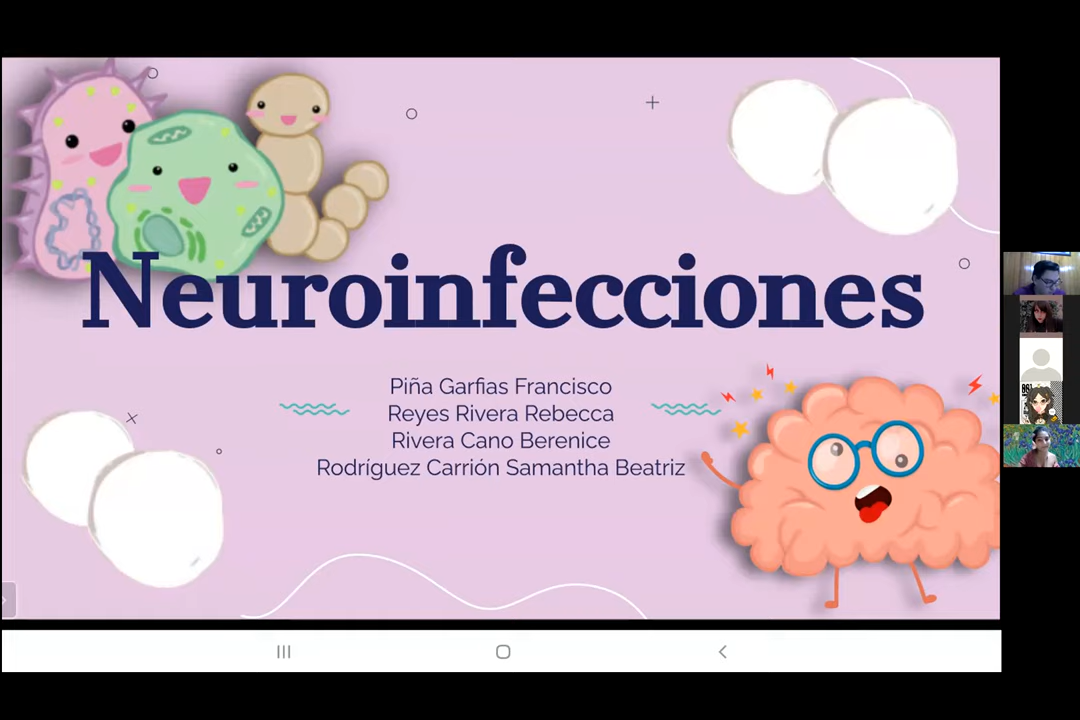 Neuroinfecciones
Piña Garfias Francisco
Reyes Rivera Rebecca
Rivera Cano Berenice
Rodríguez Carrión Samantha Beatriz